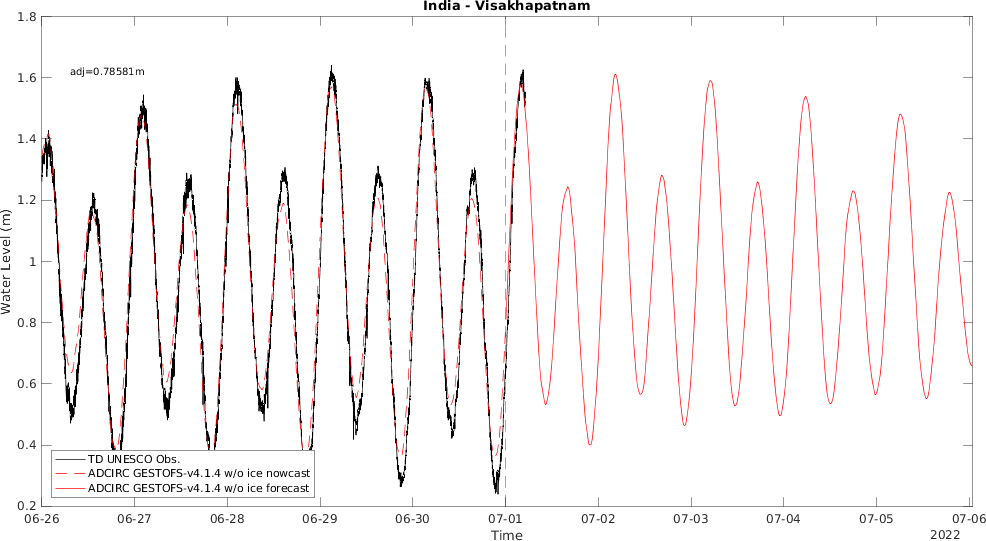 India - Visakhapatnam
adj=0.78581m
Water Level (m)
1.8
1.6
1.4
1.2
1
0.8
0.6
0.4
0.2
TD UNESCO Obs.
ADCIRC GESTOFS-v4.1.4 w/o ice nowcast
ADCIRC GESTOFS-v4.1.4 w/o ice forecast
06-26 06-27 06-28 06-29 06-30 07-01 07-02 07-03 07-04 07-05 07-06
Time
2022